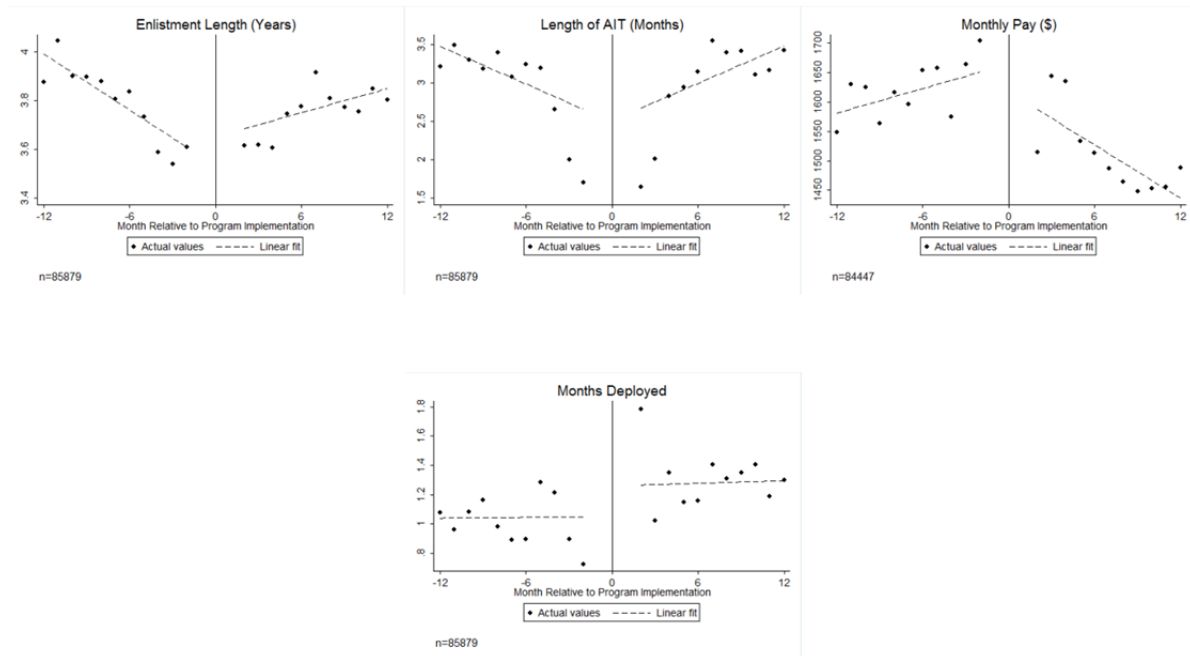 Enlistment Length (Years)
4
3.8
3.6
3.4
-12 -6 0 6 12
Month Relative to Program Implementation
Actual values Linear fit
n=85879
Length of AIT (Months)
3.5
3
2.5
2
1.5
-12 -6 0 6 12
Month Relative to Program Implementation
Actual values Linear fit
n=85879
Monthly Pay ($)
1700
1650
1600
1550
1500
1450
-12 -6 0 6 12
Month Relative to Program Implementation
Actual values Linear fit
n=84447
Months Deployed
1.8
1.6
1.4
1.2
1
.8
-12 -6 0 6 12
Month Relative to Program Implementation
Actual values Linear fit
n=85879